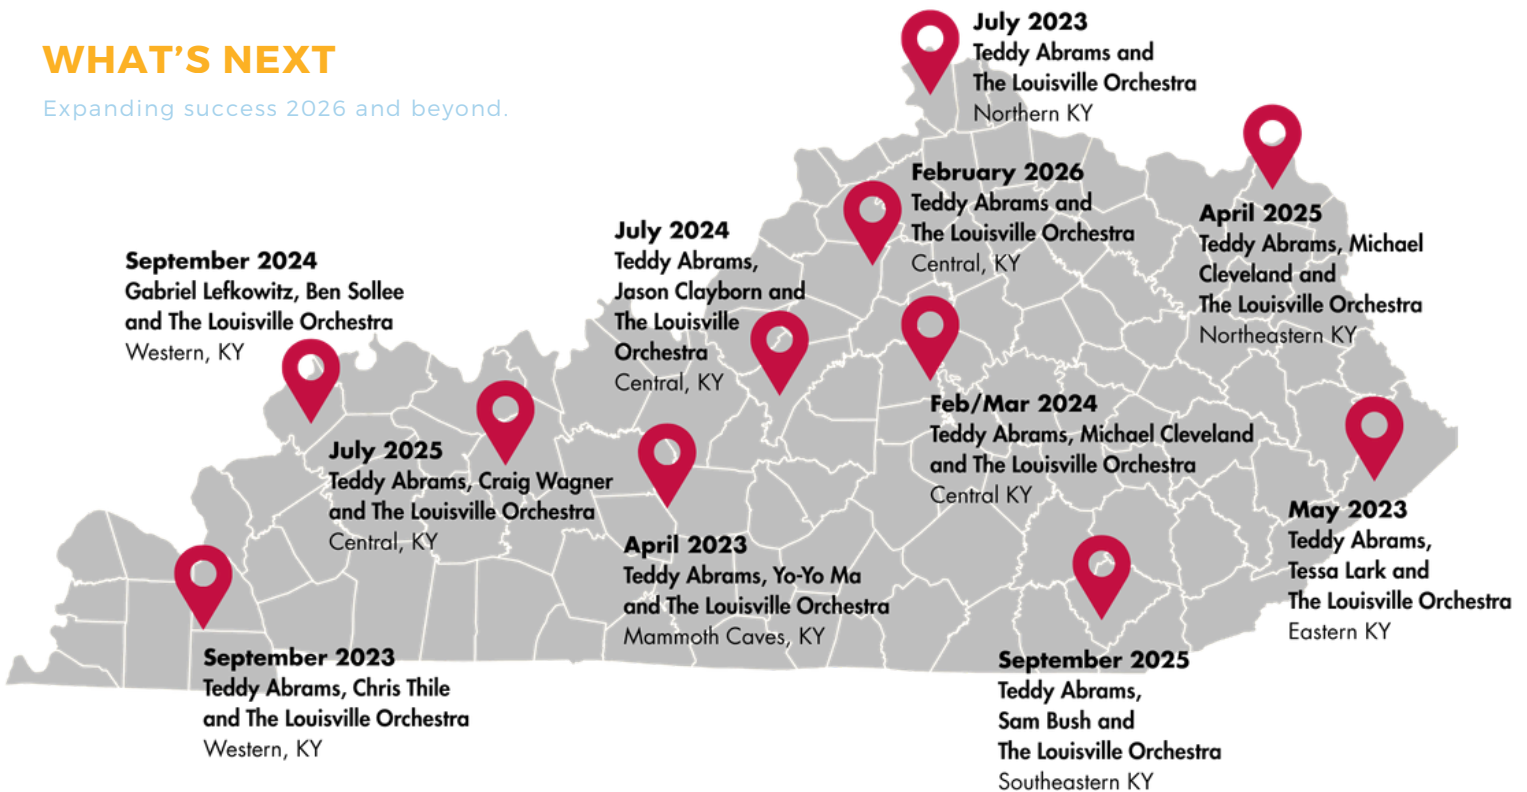 WHAT'S NEXT
Expanding success 2026 and beyond.
July 2023
Teddy Abrams and
The Louisville Orchestra
Northern KY
February 2026
Teddy Abrams and
The Louisville Orchestra
Central, KY
April 2025
Teddy Abrams, Michael
Cleveland and
The Louisville Orchestra
Northeastern KY
July 2024
Teddy Abrams,
Jason Clayborn and
The Louisville
Orchestra
Central, KY
September 2024
Gabriel Lefkowitz, Ben Sollee
and The Louisville Orchestra
Western, KY
Feb/Mar 2024
Teddy Abrams, Michael Cleveland
and The Louisville Orchestra
Central KY
July 2025
Teddy Abrams, Craig Wagner
and The Louisville Orchestra
Central, KY
May 2023
Teddy Abrams,
Tessa Lark and
The Louisville Orchestra
Eastern KY
April 2023
Teddy Abrams, Yo-Yo Ma
and The Louisville Orchestra
Mammoth Caves, KY
September 2023
Teddy Abrams, Chris Thile
and The Louisville Orchestra
Western, KY
September 2025
Teddy Abrams,
Sam Bush and
The Louisville Orchestra
Southeastern KY